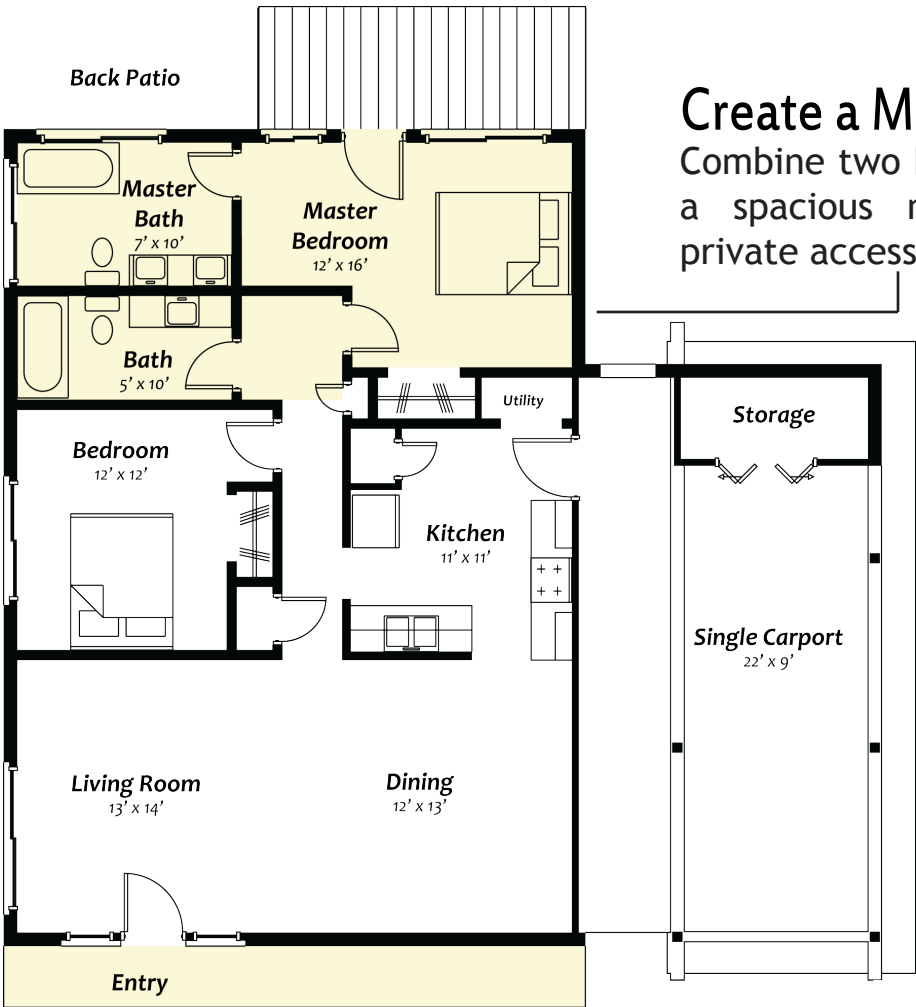 Back Patio
Create a M
Combine two
a spacious
private access
Master
Bath
7' x 10'
Master
Bedroom
12' x 16'
Bath
5' x 10'
Utility
Storage
Bedroom
12' x 12'
Kitchen
11' x 11'
Single Carport
22' x 9'
Living Room
13' x 14'
Dining
12' x 13'
Entry